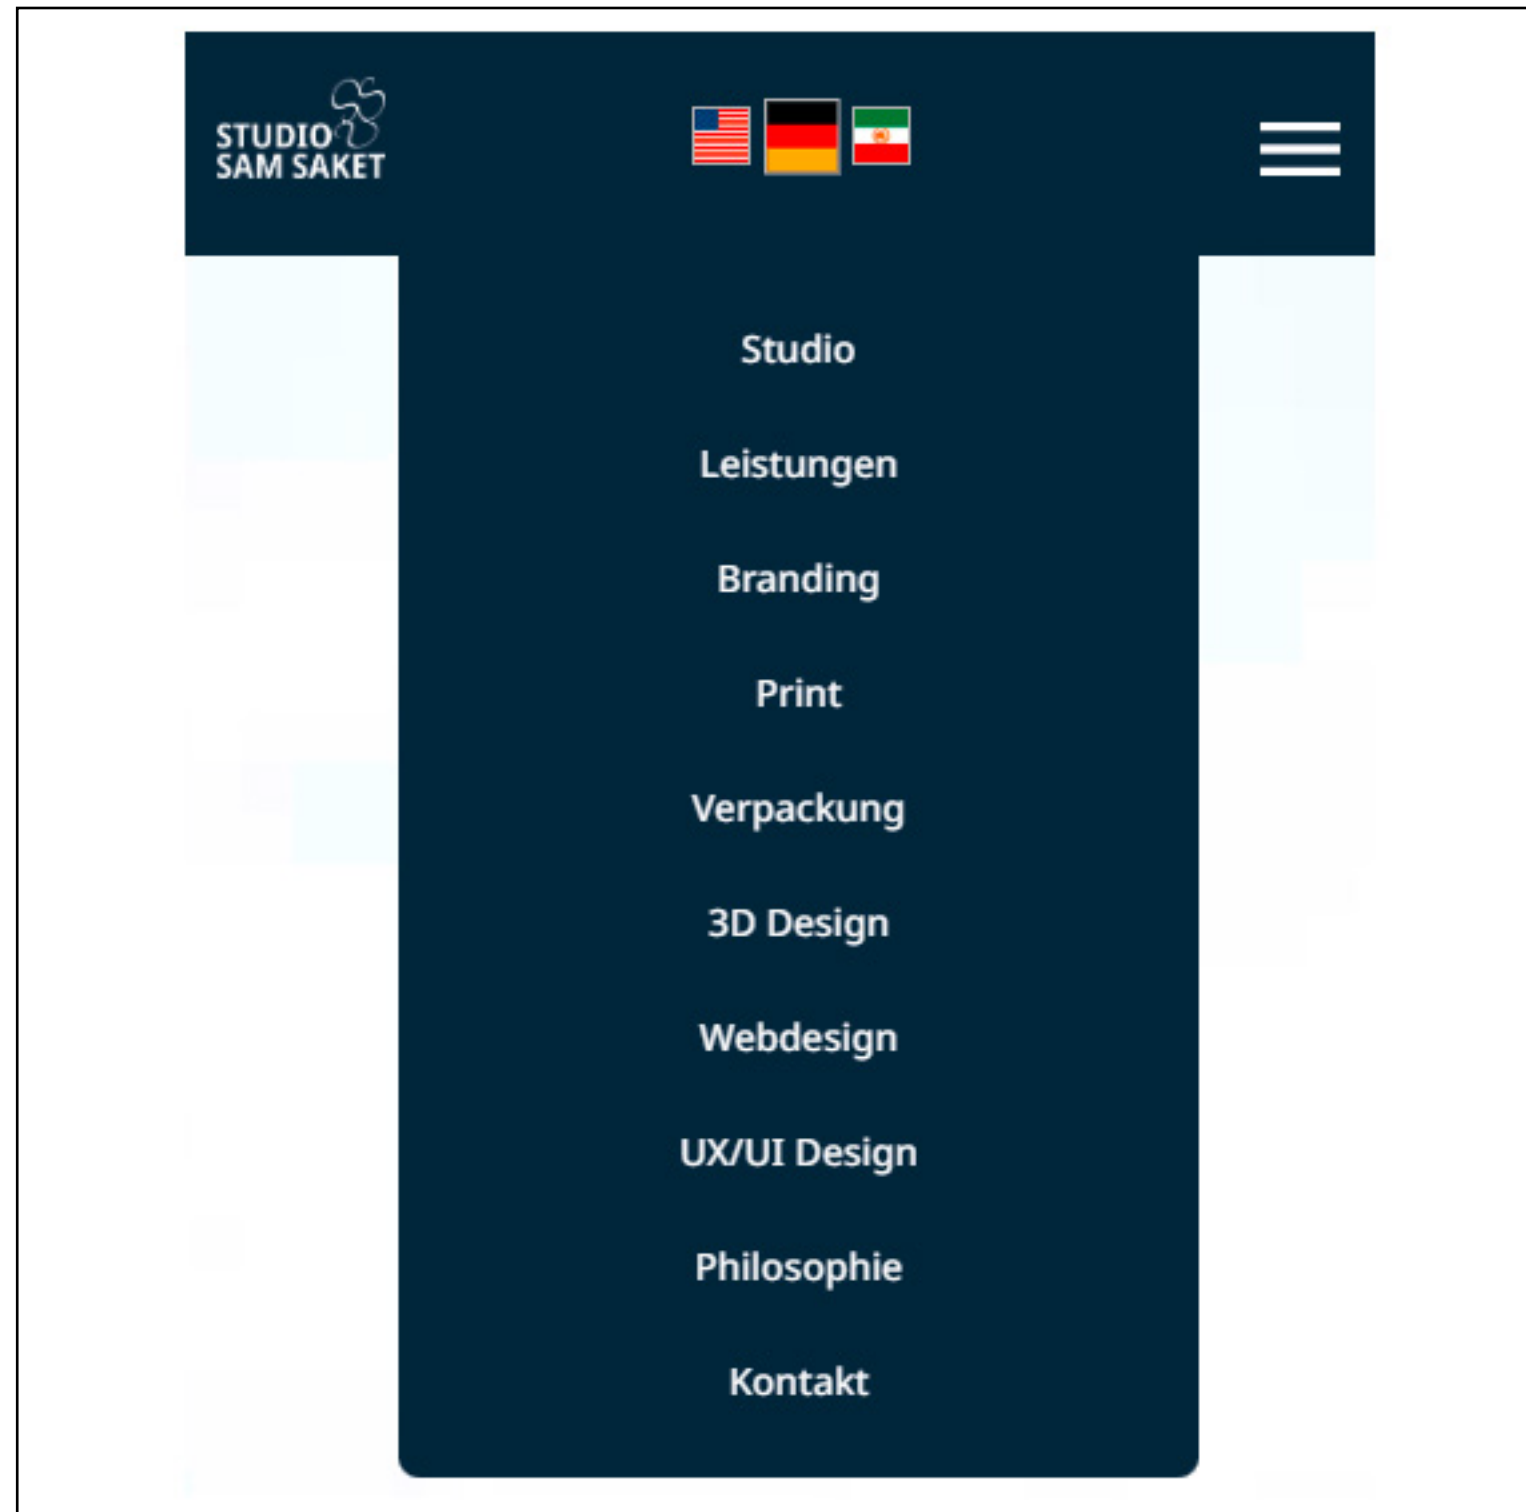 STUDIO
SAM SAKET
Studio
Leistungen
Branding
Print
Verpackung
3D Design
Webdesign
UX/UI Design
Philosophie
Kontakt